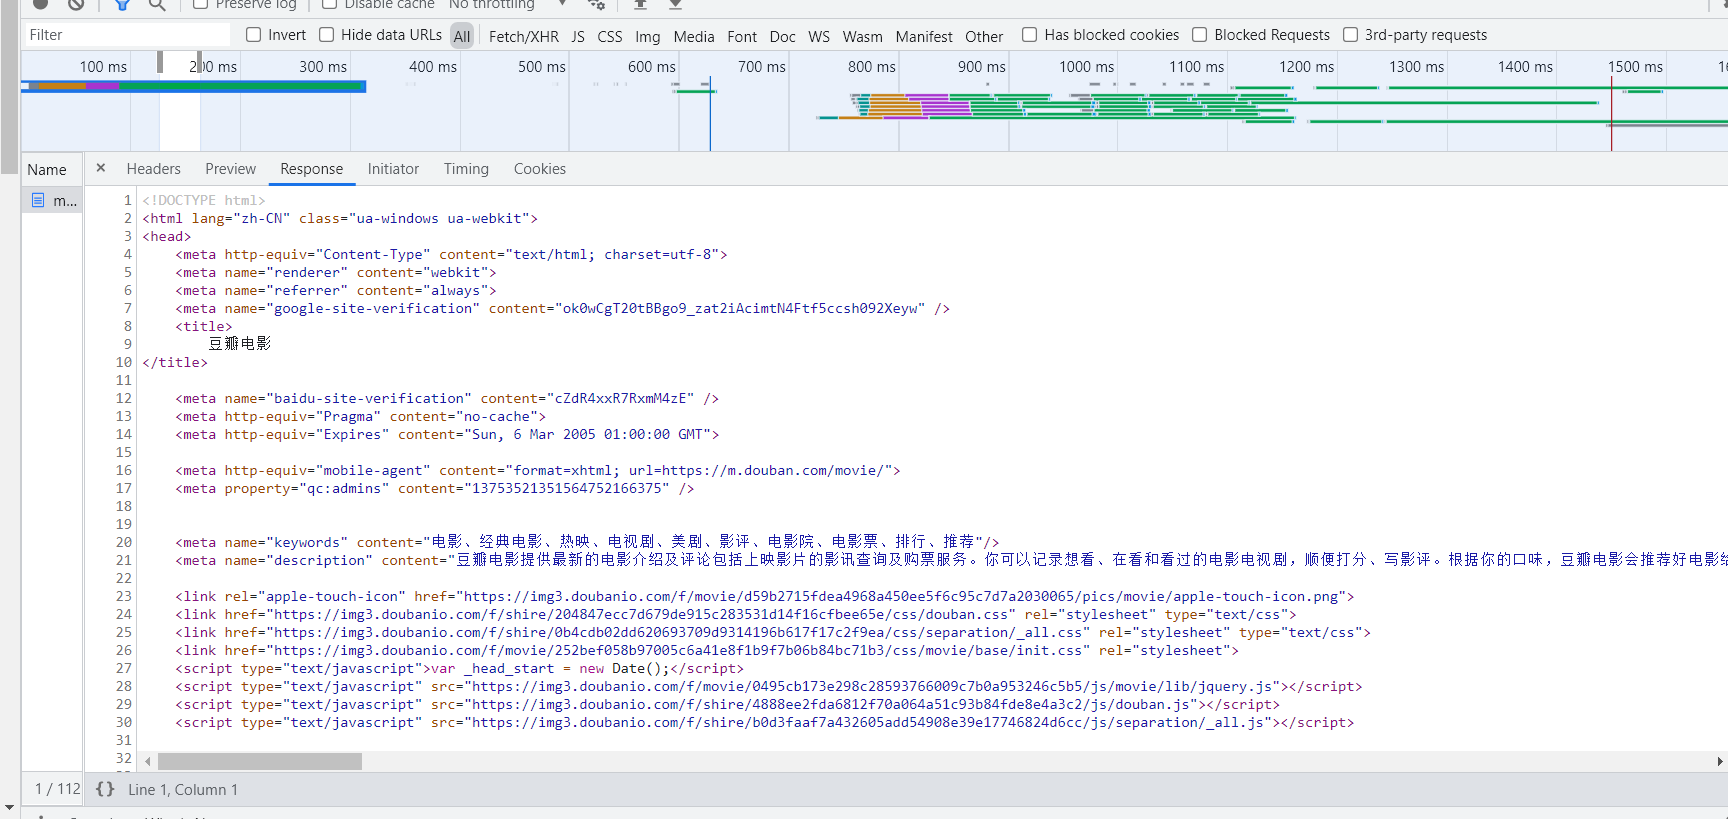 Preserve log Disable cache No throttling
Filter Invert Hide data URLs All Fetch/XHR JS CSS Img Media Font Doc WS Wasm Manifest Other Has blocked cookies Blocked Requests 3rd-party requests
100 ms 200 ms 300 ms 400 ms 500 ms 600 ms 700 ms 800 ms 900 ms 1000 ms 1100 ms 1200 ms 1300 ms 1400 ms 1500 ms
Name × Headers Preview Response Initiator Timing Cookies
m...
1 <!DOCTYPE html>
2 <html lang="zh-CN" class="ua-windows ua-webkit">
3 <head>
4 <meta http-equiv="Content-Type" content="text/html; charset=utf-8">
5 <meta name="renderer" content="webkit">
6 <meta name="referrer" content="always">
7 <meta name="google-site-verification" content="ok0wCgT20tBBgo9_zat2iAcimtN4Ftf5ccsh092Xeyw" />
8 <title>
9 豆瓣电影
10 </title>
11
12 <meta name="baidu-site-verification" content="cZdR4xxR7RxmM4zE" />
13 <meta http-equiv="Pragma" content="no-cache">
14 <meta http-equiv="Expires" content="Sun, 6 Mar 2005 01:00:00 GMT">
15
16 <meta http-equiv="mobile-agent" content="format=xhtml; url=https://m.douban.com/movie/">
17 <meta property="qc:admins" content="13753521351564752166375" />
18
19
20 <meta name="keywords" content="电影、经典电影、热映、电视剧、美剧、影评、电影院、电影票、排行、推荐"/>
21 <meta name="description" content="豆瓣电影提供最新的电影介绍及评论包括上映影片的影讯查询及购票服务。你可以记录想看、在看和看过的电影电视剧，顺便打分、写影评。根据你的口味，豆瓣电影会推荐好电影给
22
23 <link rel="apple-touch-icon" href="https://img3.doubanio.com/f/movie/d59b2715fdea4968a450ee5f6c95c7d7a2030065/pics/movie/apple-touch-icon.png">
24 <link href="https://img3.doubanio.com/f/shire/204847ecc7d679de915c283531d14f16cfbee65e/css/douban.css" rel="stylesheet" type="text/css">
25 <link href="https://img3.doubanio.com/f/shire/0b4cdb02dd620693709d9314196b617f17c2f9ea/css/separation/_all.css" rel="stylesheet" type="text/css">
26 <link href="https://img3.doubanio.com/f/movie/252bef058b97005c6a41e8f1b9f7b06b84bc71b3/css/movie/base/init.css" rel="stylesheet">
27 <script type="text/javascript">var _head_start = new Date();</script>
28 <script type="text/javascript" src="https://img3.doubanio.com/f/movie/0495cb173e298c28593766009c7b0a953246c5b5/js/movie/lib/jquery.js"></script>
29 <script type="text/javascript" src="https://img3.doubanio.com/f/shire/4888ee2fda6812f70a064a51c93b84fde8e4a3c2/js/douban.js"></script>
30 <script type="text/javascript" src="https://img3.doubanio.com/f/shire/b0d3faaf7a432605add54908e39e17746824d6cc/js/separation/_all.js"></script>
31
32
1 / 112 {} Line 1, Column 1